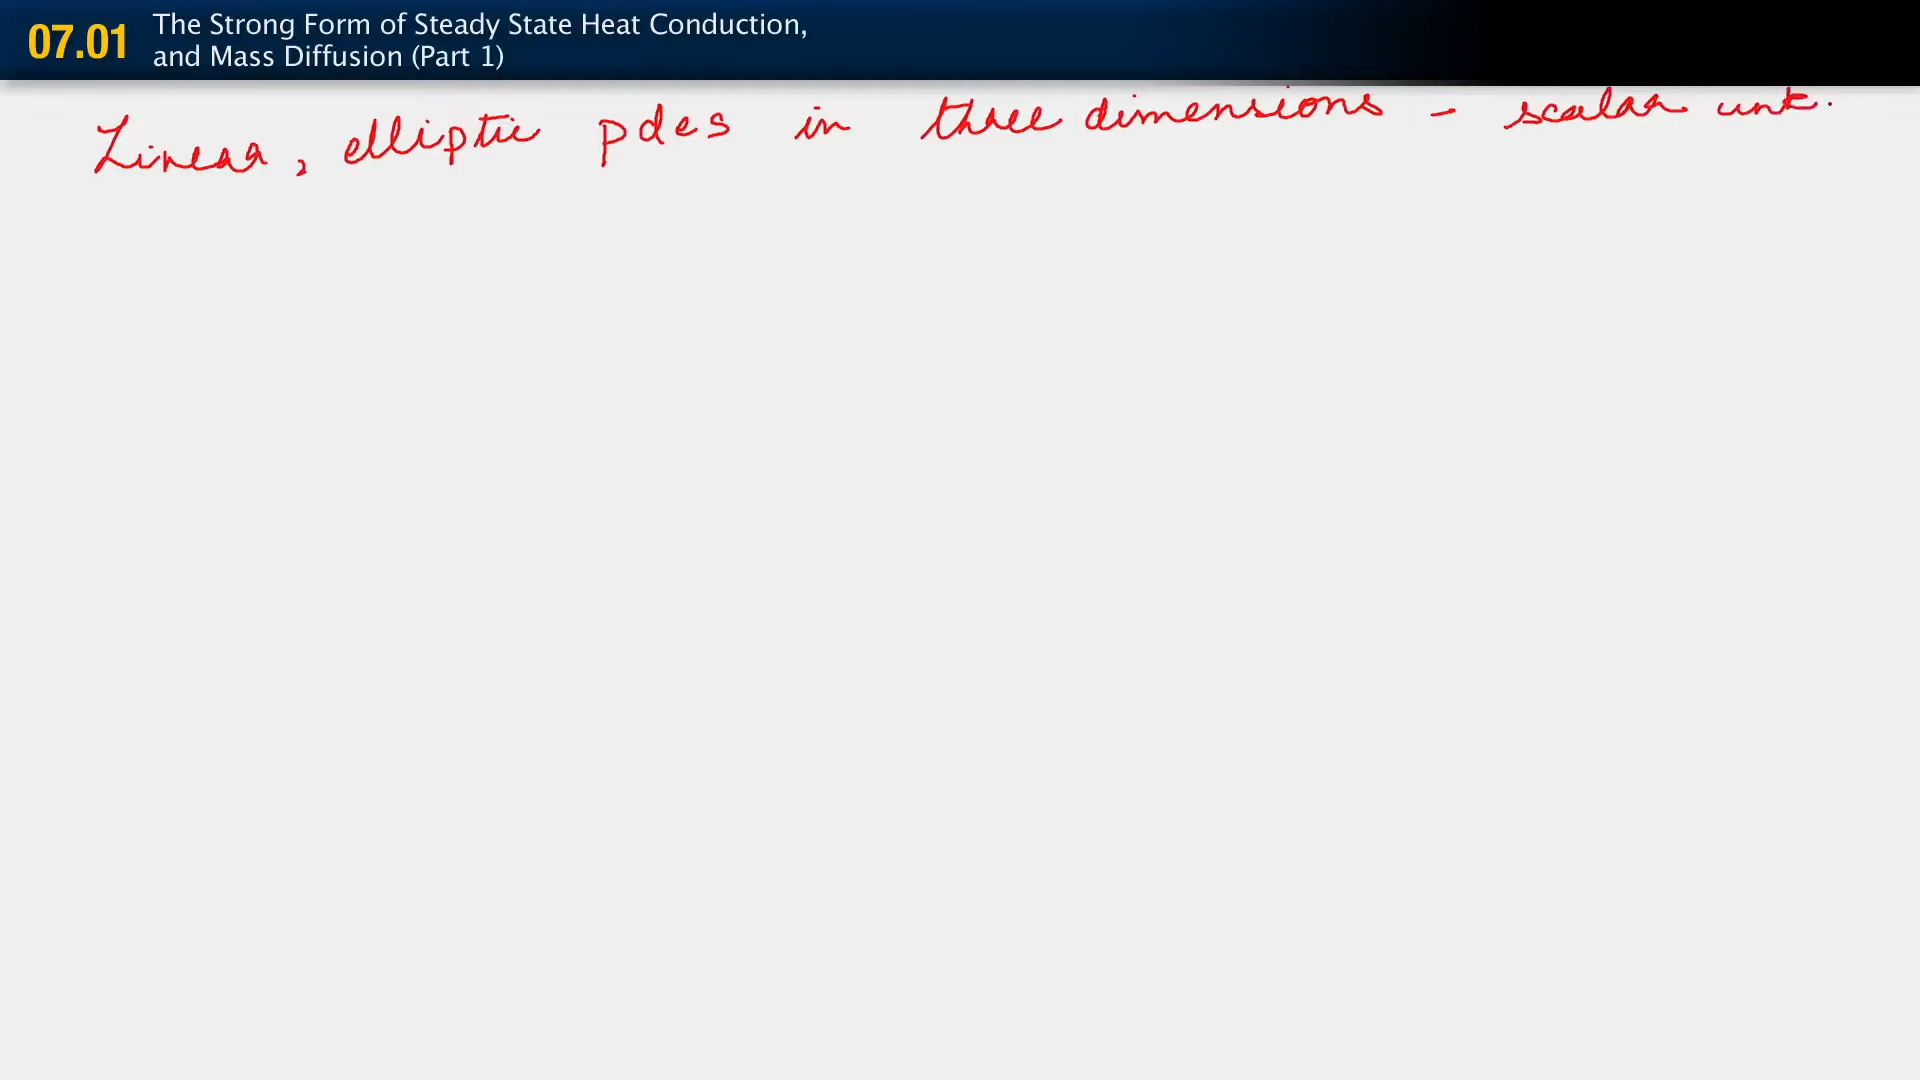 07.01
The Strong Form of Steady State Heat Conduction,
and Mass Diffusion (Part 1)
Linear, elliptic pdes in three dimensions - scalar unk.